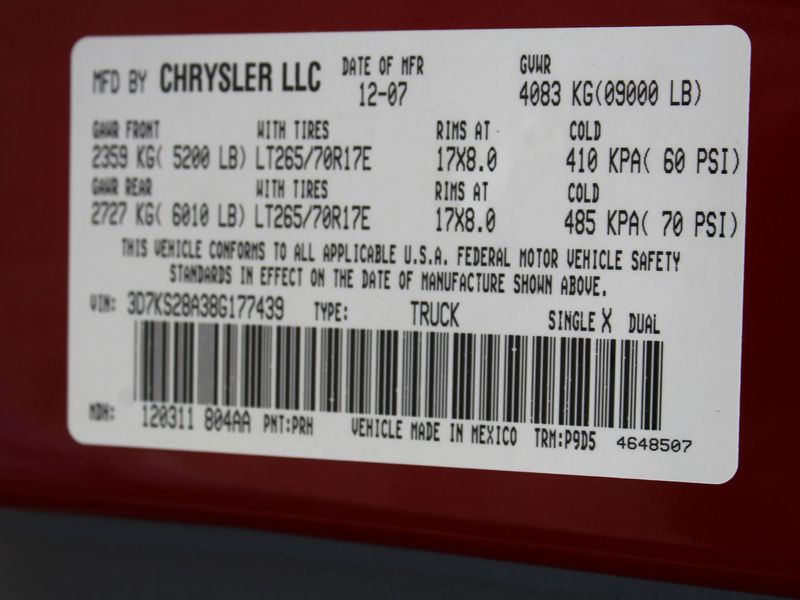 MFD BY CHRYSLER LLC DATE OF MFR GVWR
12-07 4083 KG(09000 LB)
GAWR FRONT WITH TIRES RIMS AT COLD
2359 KG( 5200 LB) LT265/70R17E 17X8.0 410 KPA( 60 PSI)
GAWR REAR WITH TIRES RIMS AT COLD
2727 KG( 6010 LB) LT265/70R17E 17X8.0 485 KPA( 70 PSI)
THIS VEHICLE CONFORMS TO ALL APPLICABLE U.S.A. FEDERAL MOTOR VEHICLE SAFETY
STANDARDS IN EFFECT ON THE DATE OF MANUFACTURE SHOWN ABOVE.
VIN: 3D7KS28A38G177439 TYPE: TRUCK SINGLE X DUAL
MDH: 120311 804AA PNT:PRH VEHICLE MADE IN MEXICO TRM:P9D5 4648507